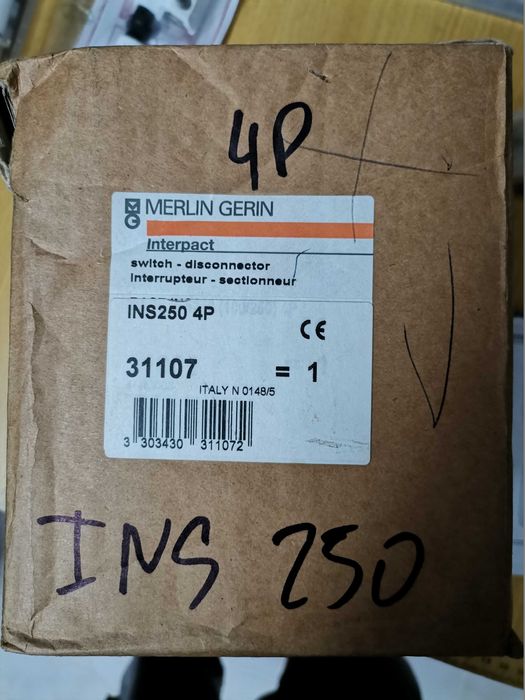 4P
MG MERLIN GERIN
Interpact
switch - disconnector
interrupteur - sectionneur
INS250 4P
CE
31107 = 1
ITALY N 0148/5
3 303430 311072
INS 250